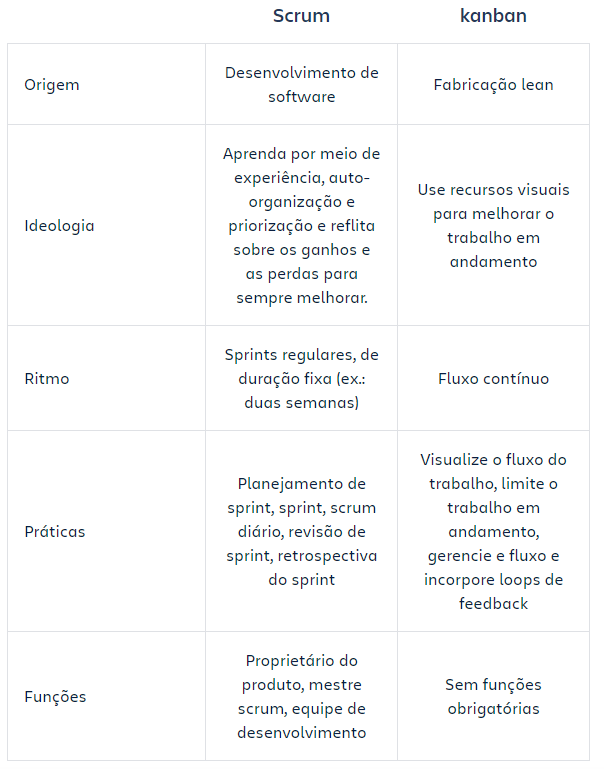 Scrum
kanban
Origem
Desenvolvimento de
software
Fabricação lean
Ideologia
Aprenda por meio de
experiência, auto-
organização e
priorização e reflita
sobre os ganhos e
as perdas para
sempre melhorar.
Use recursos visuais
para melhorar o
trabalho em
andamento
Ritmo
Sprints regulares, de
duração fixa (ex.:
duas semanas)
Fluxo contínuo
Práticas
Planejamento de
sprint, sprint, scrum
diário, revisão de
sprint, retrospectiva
do sprint
Visualize o fluxo do
trabalho, limite o
trabalho em
andamento,
gerencie e fluxo e
incorpore loops de
feedback
Funções
Proprietário do
produto, mestre
scrum, equipe de
desenvolvimento
Sem funções
obrigatórias